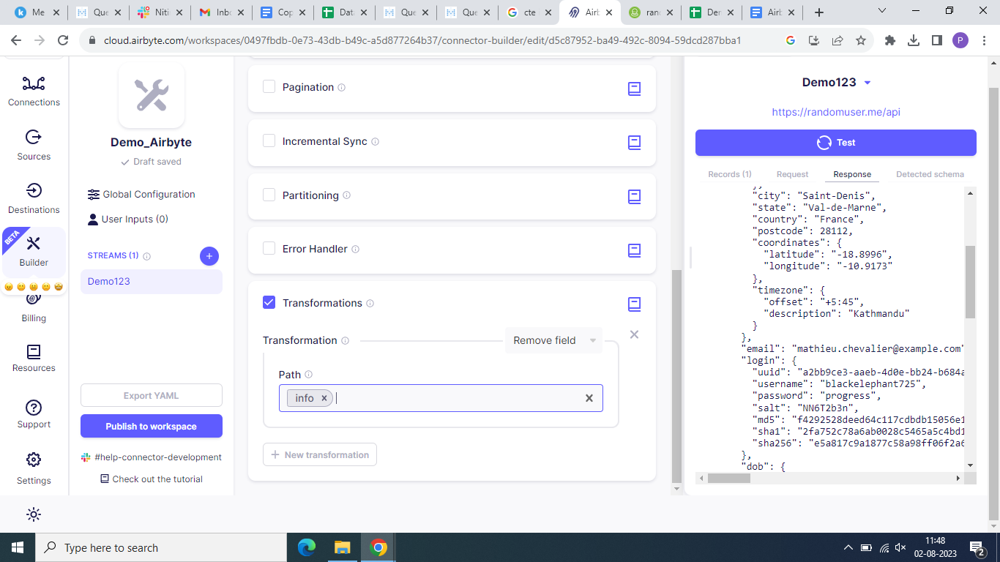 Me
Que
Nitin
Inbo
Cop
Data
Que
Que
cte
Airb
ran
Den
Airb
cloud.airbyte.com/workspaces/0497fbdb-0e73-43db-b49c-a5d877264b37/connector-builder/edit/d5c87952-ba49-492c-8094-59dcd287bba1
P
Connections
Sources
Destinations
BETA
Builder
Billing
Resources
Support
Settings
Demo_Airbyte
Draft saved
Global Configuration
User Inputs (0)
STREAMS (1)
Demo123
Export YAML
Publish to workspace
#help-connector-development
Check out the tutorial
Pagination
Incremental Sync
Partitioning
Error Handler
Transformations
Transformation
Remove field
Path
info
New transformation
Demo123
https://randomuser.me/api
Test
Records (1) Request Response Detected schema
},
"city": "Saint-Denis",
"state": "Val-de-Marne",
"country": "France",
"postcode": 28112,
"coordinates": {
"latitude": "-18.8996",
"longitude": "-10.9173"
},
"timezone": {
"offset": "+5:45",
"description": "Kathmandu"
}
},
"email": "mathieu.chevalier@example.com"
"login": {
"uuid": "a2bb9ce3-aaeb-4d0e-bb24-b684a
"username": "blackelephant725",
"password": "progress",
"salt": "NN6T2b3n",
"md5": "f4292528deed64c117cdbdb15056e1
"sha1": "2fa752c78a6ab0028c5465a5c4bd1
"sha256": "e5a817c9a1877c58a98ff06f2a6
},
"dob": {
Type here to search
11:48
02-08-2023
2